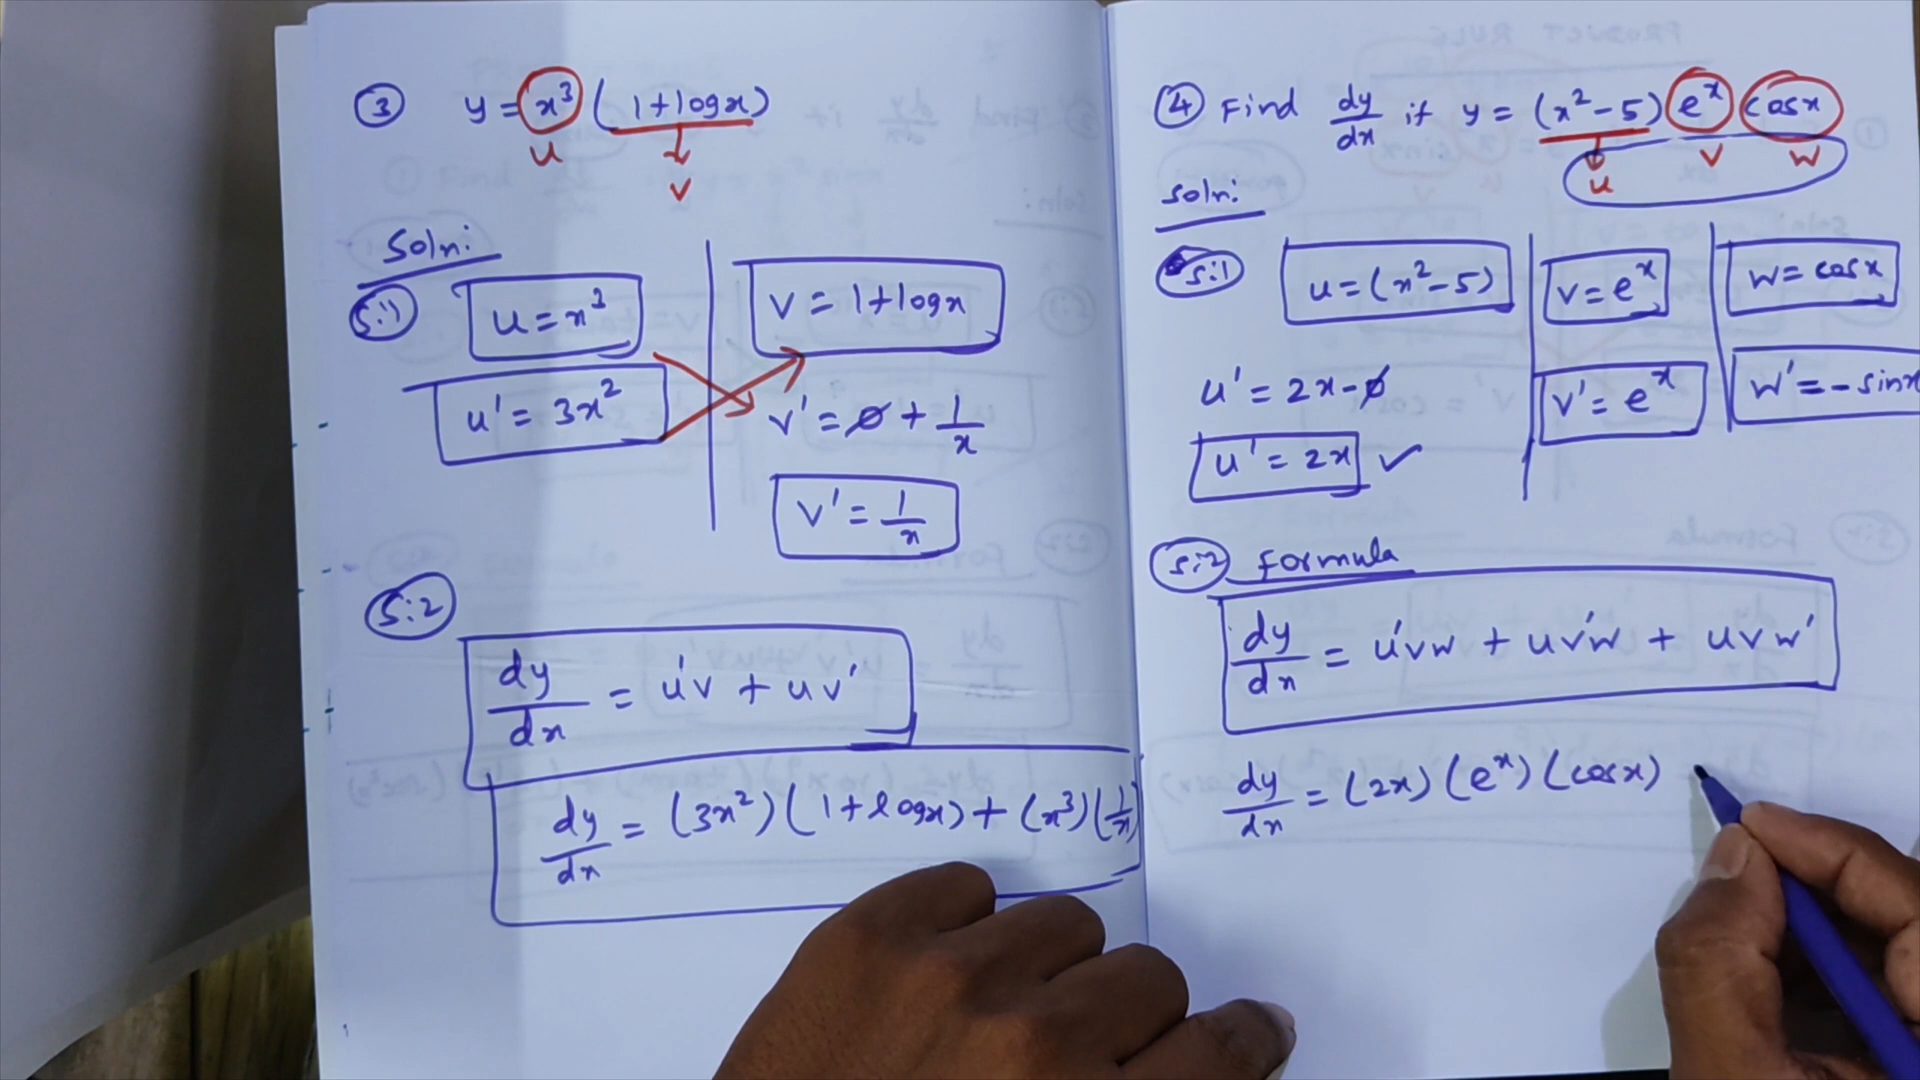 ③ y = x³ (1+logx)
u
v
Soln:
S:1 u = x³
v = 1+logx
u' = 3x²
v' = 0 + 1/x
v' = 1/x
S:2
dy/dx = u'v + uv'
dy/dx = (3x²)(1+logx) + (x³)(1/x)
④ Find dy/dx if y = (x²-5) eˣ cosx
u v w
Soln:
S:1 u = (x²-5) v = eˣ w = cosx
u' = 2x-0 v' = eˣ w' = -sinx
u' = 2x ✓
S:2 Formula
dy/dx = u'vw + uv'w + uvw'
dy/dx = (2x)(eˣ)(cosx)